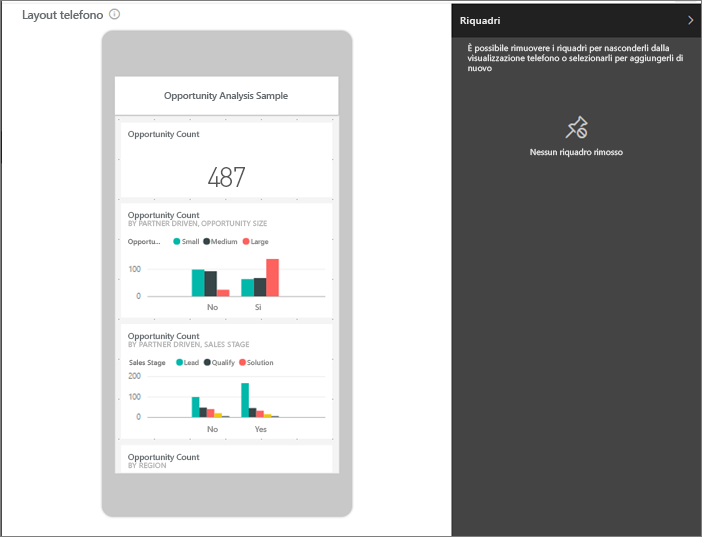 Layout telefono
Riquadri
È possibile rimuovere i riquadri per nasconderli dalla
visualizzazione telefono o selezionarli per aggiungerli di
nuovo
Nessun riquadro rimosso
Opportunity Analysis Sample
Opportunity Count
487
Opportunity Count
BY PARTNER DRIVEN, OPPORTUNITY SIZE
Opportu... Small Medium Large
100
0
No Sì
Opportunity Count
BY PARTNER DRIVEN, SALES STAGE
Sales Stage Lead Qualify Solution
200
100
0
No Yes
Opportunity Count
BY REGION